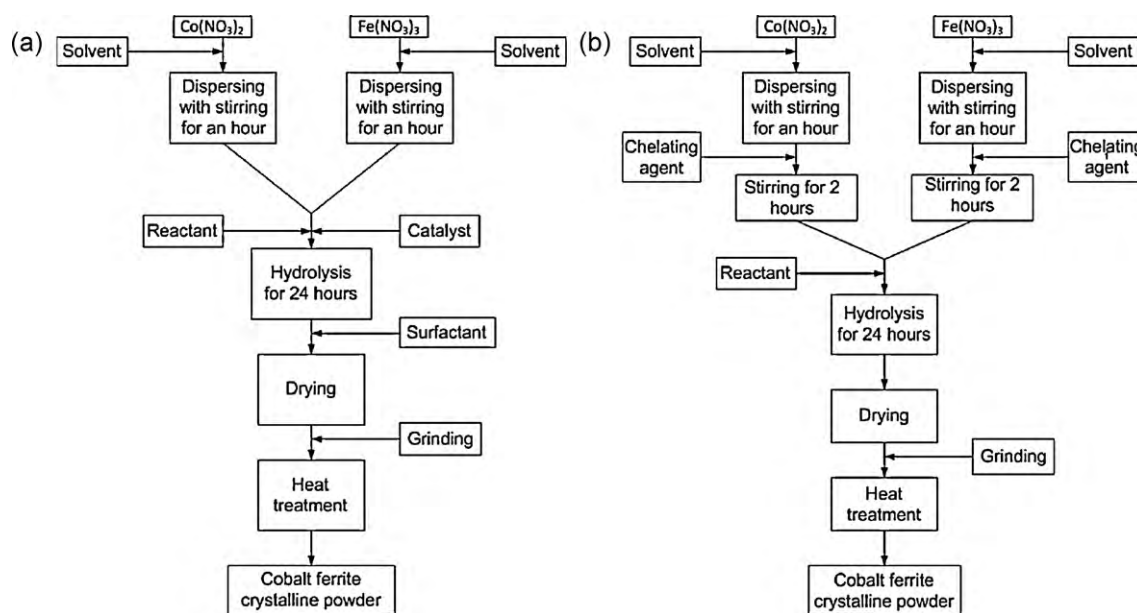 (a)
Co(NO₃)₂
Fe(NO₃)₃
Solvent
Solvent
Dispersing
with stirring
for an hour
Dispersing
with stirring
for an hour
Reactant
Catalyst
Hydrolysis
for 24 hours
Surfactant
Drying
Grinding
Heat
treatment
Cobalt ferrite
crystalline powder
(b)
Co(NO₃)₂
Fe(NO₃)₃
Solvent
Solvent
Dispersing
with stirring
for an hour
Dispersing
with stirring
for an hour
Chelating
agent
Chelating
agent
Stirring for 2
hours
Stirring for 2
hours
Reactant
Hydrolysis
for 24 hours
Drying
Grinding
Heat
treatment
Cobalt ferrite
crystalline powder